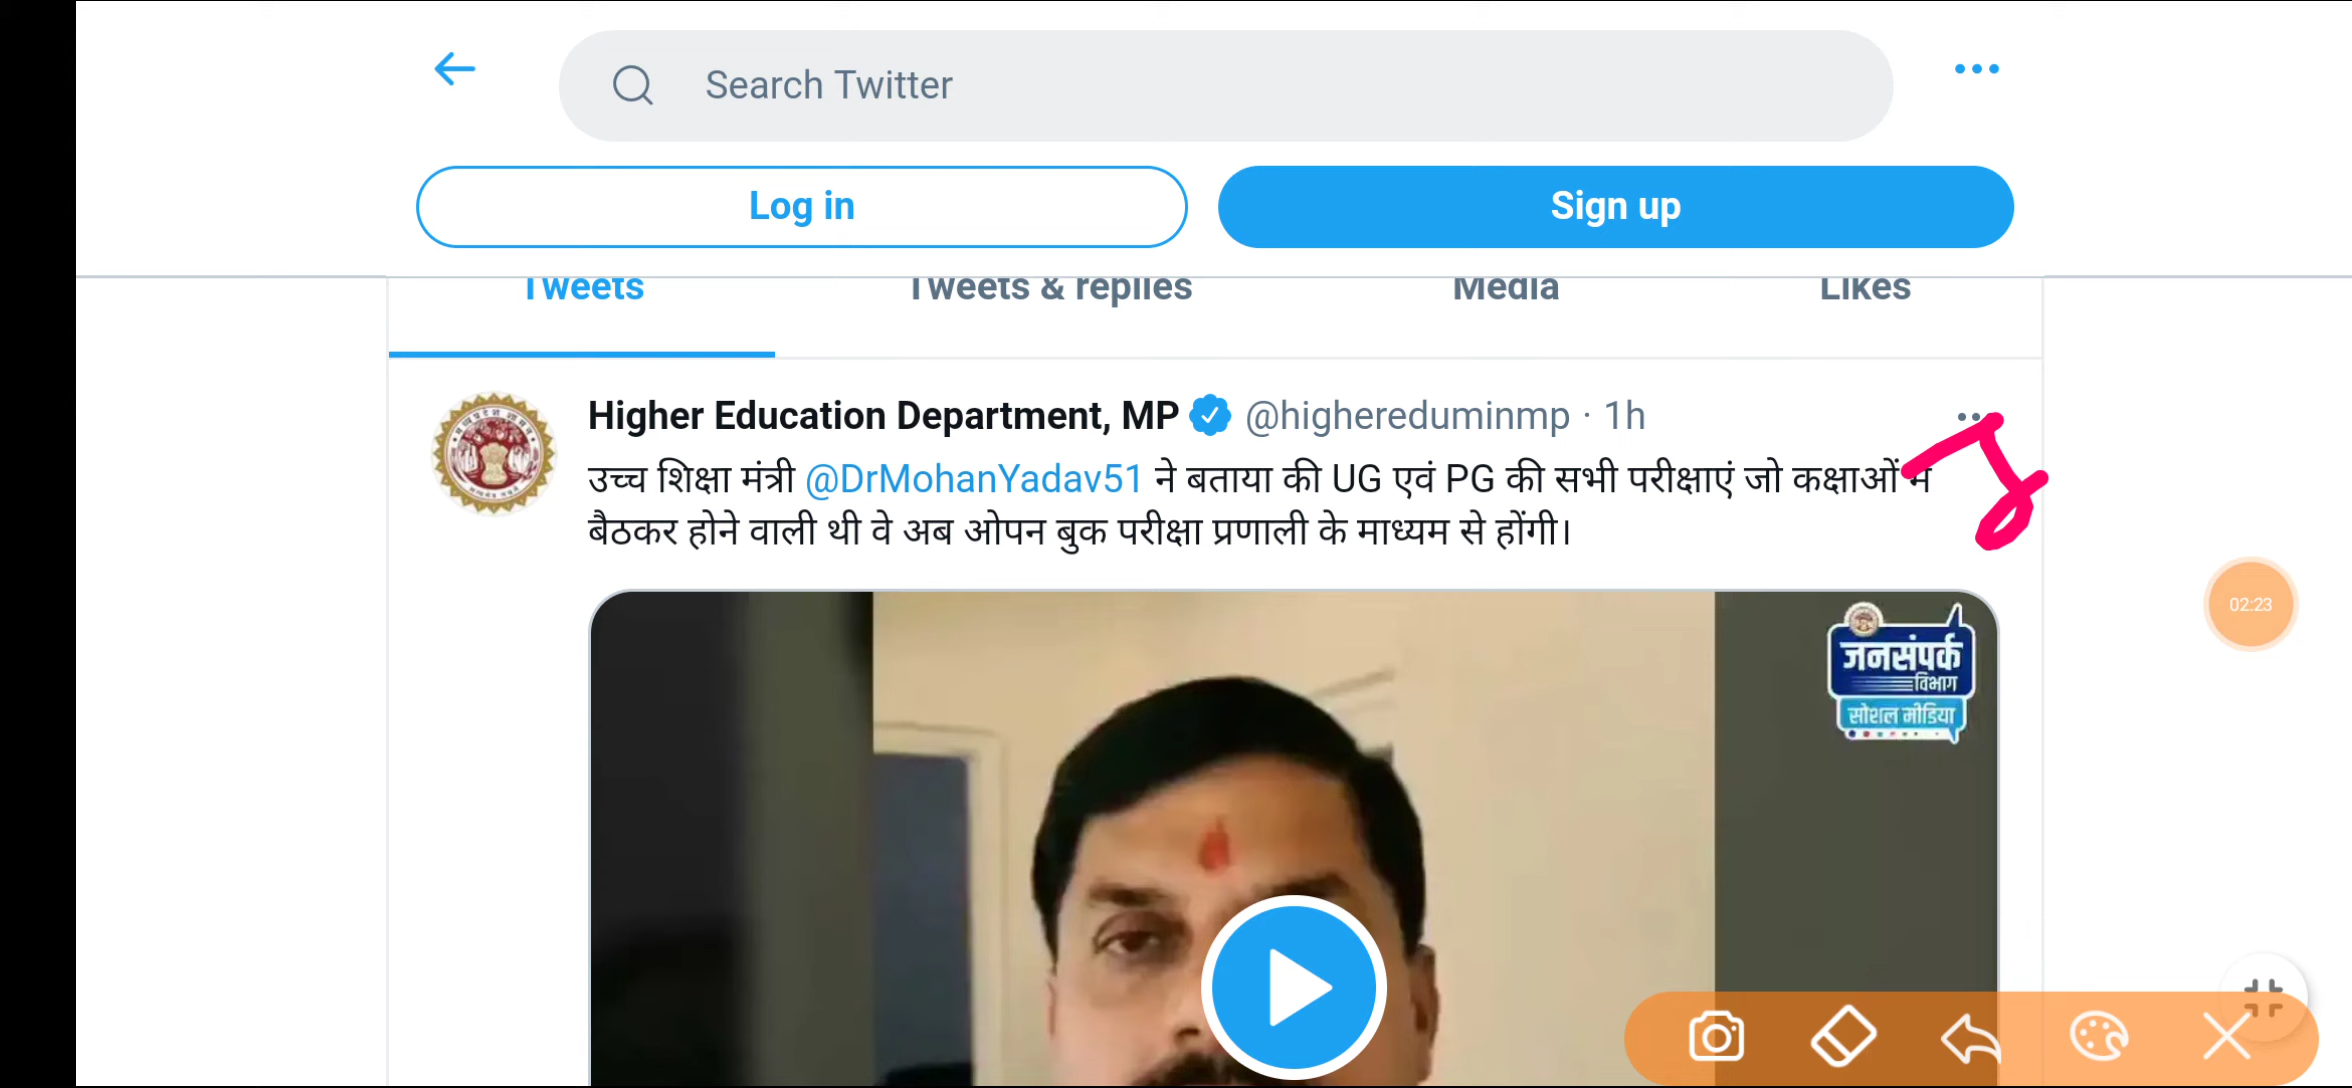 Search Twitter
Log in
Sign up
Tweets
Tweets & replies
Media
Likes
Higher Education Department, MP @highereduminmp · 1h
उच्च शिक्षा मंत्री @DrMohanYadav51 ने बताया की UG एवं PG की सभी परीक्षाएं जो कक्षाओं में
बैठकर होने वाली थी वे अब ओपन बुक परीक्षा प्रणाली के माध्यम से होंगी।
जनसंपर्क
विभाग
सोशल मीडिया
02:23